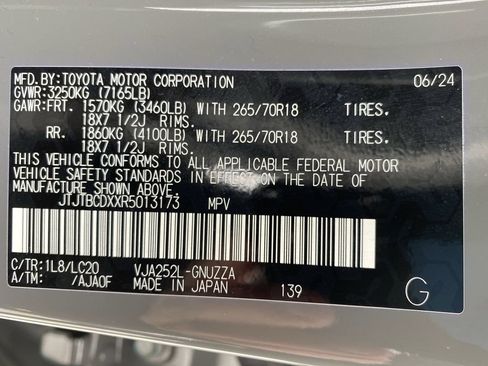 MFD.BY:TOYOTA MOTOR CORPORATION 06/24
GVWR:3250KG (7165LB)
GAWR:FRT. 1570KG (3460LB) WITH 265/70R18 TIRES.
18X7 1/2J RIMS.
RR. 1860KG (4100LB) WITH 265/70R18 TIRES.
18X7 1/2J RIMS.
THIS VEHICLE CONFORMS TO ALL APPLICABLE FEDERAL MOTOR
VEHICLE SAFETY STANDARDS IN EFFECT ON THE DATE OF
MANUFACTURE SHOWN ABOVE.
JTJTBCDXXR5013173 MPV
C/TR:1L8/LC20 VJA252L-GNUZZA
A/TM: /AJA0F MADE IN JAPAN 139 G